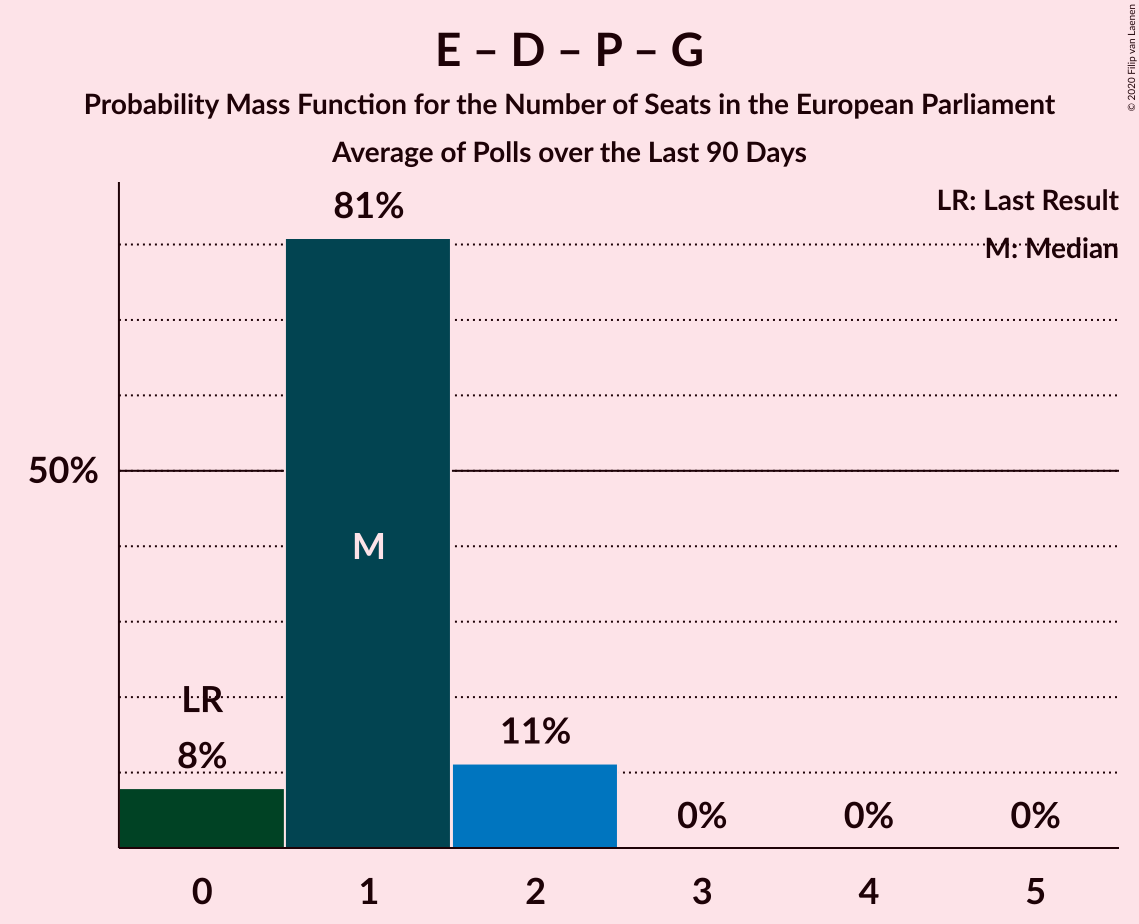 E – D – P – G
Probability Mass Function for the Number of Seats in the European Parliament
Average of Polls over the Last 90 Days
© 2020 Filip van Laenen
LR: Last Result
M: Median
81%
50%
M
LR
8%
11%
0%
0%
0%
0
1
2
3
4
5